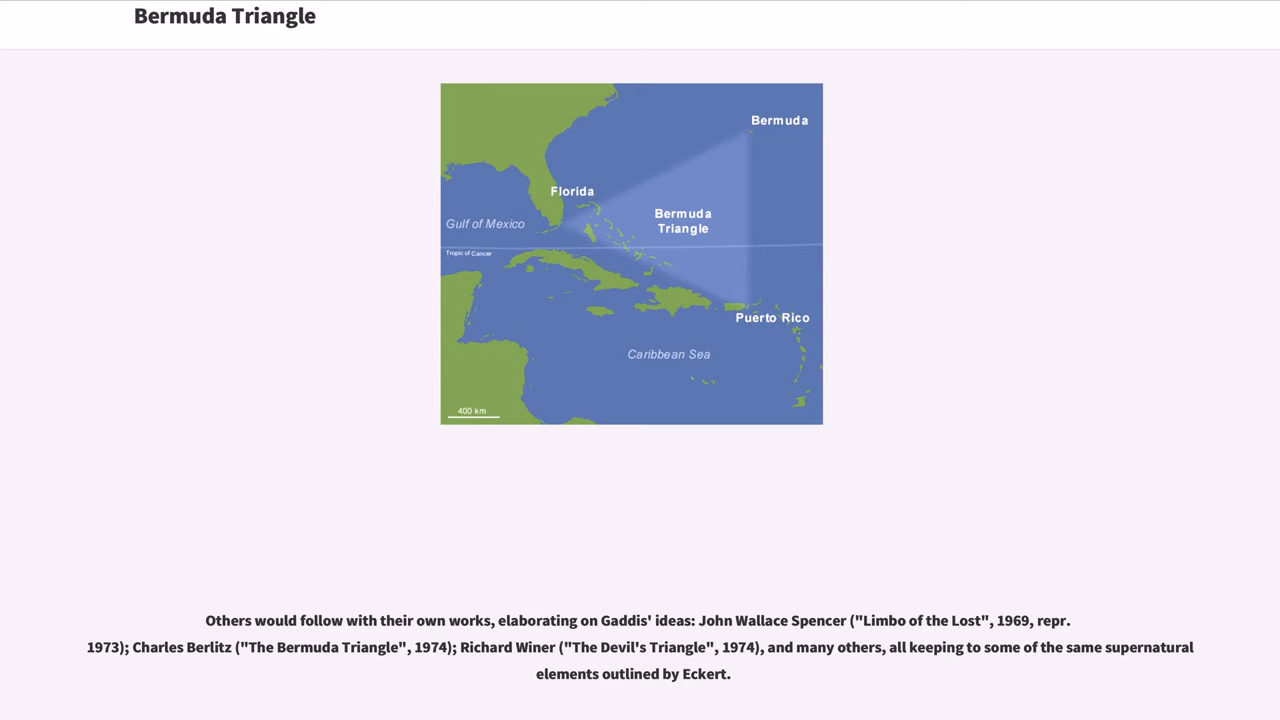 Bermuda Triangle
Bermuda
Florida
Bermuda
Triangle
Gulf of Mexico
Tropic of Cancer
Puerto Rico
Caribbean Sea
400 km
Others would follow with their own works, elaborating on Gaddis' ideas: John Wallace Spencer ("Limbo of the Lost", 1969, repr.
1973); Charles Berlitz ("The Bermuda Triangle", 1974); Richard Winer ("The Devil's Triangle", 1974), and many others, all keeping to some of the same supernatural
elements outlined by Eckert.